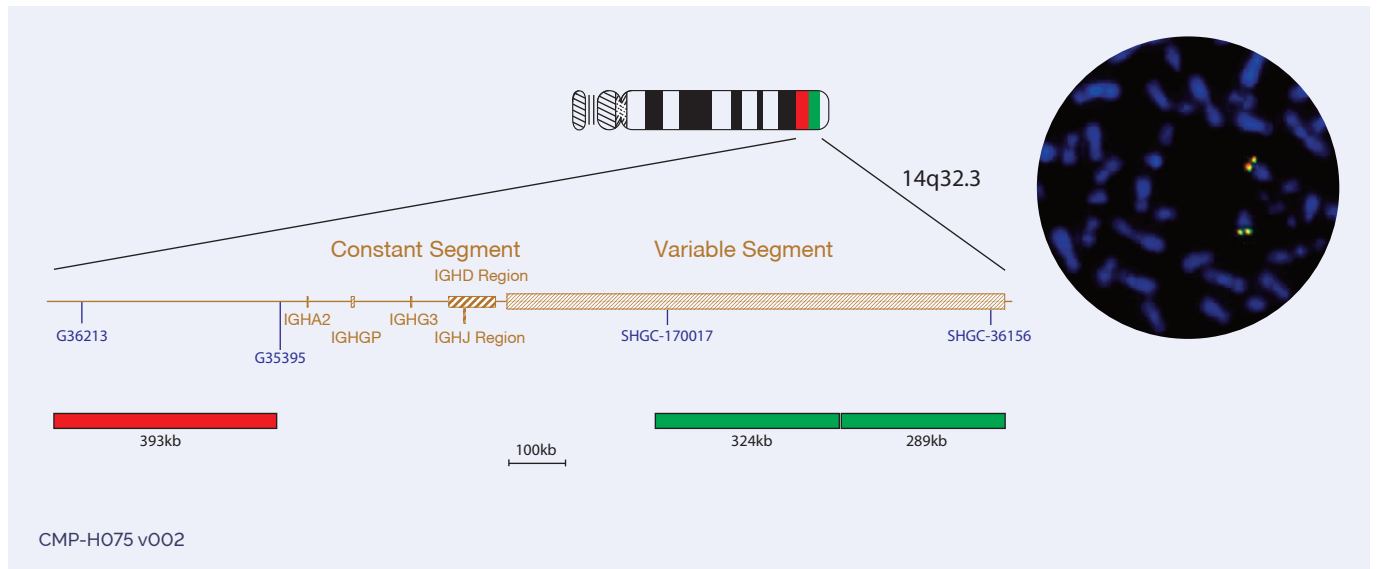 14q32.3
Constant Segment
Variable Segment
IGHD Region
IGHA2
IGHG3
IGHGP
IGHJ Region
G36213
G35395
SHGC-170017
SHGC-36156
393kb
324kb
289kb
100kb
CMP-H075 v002